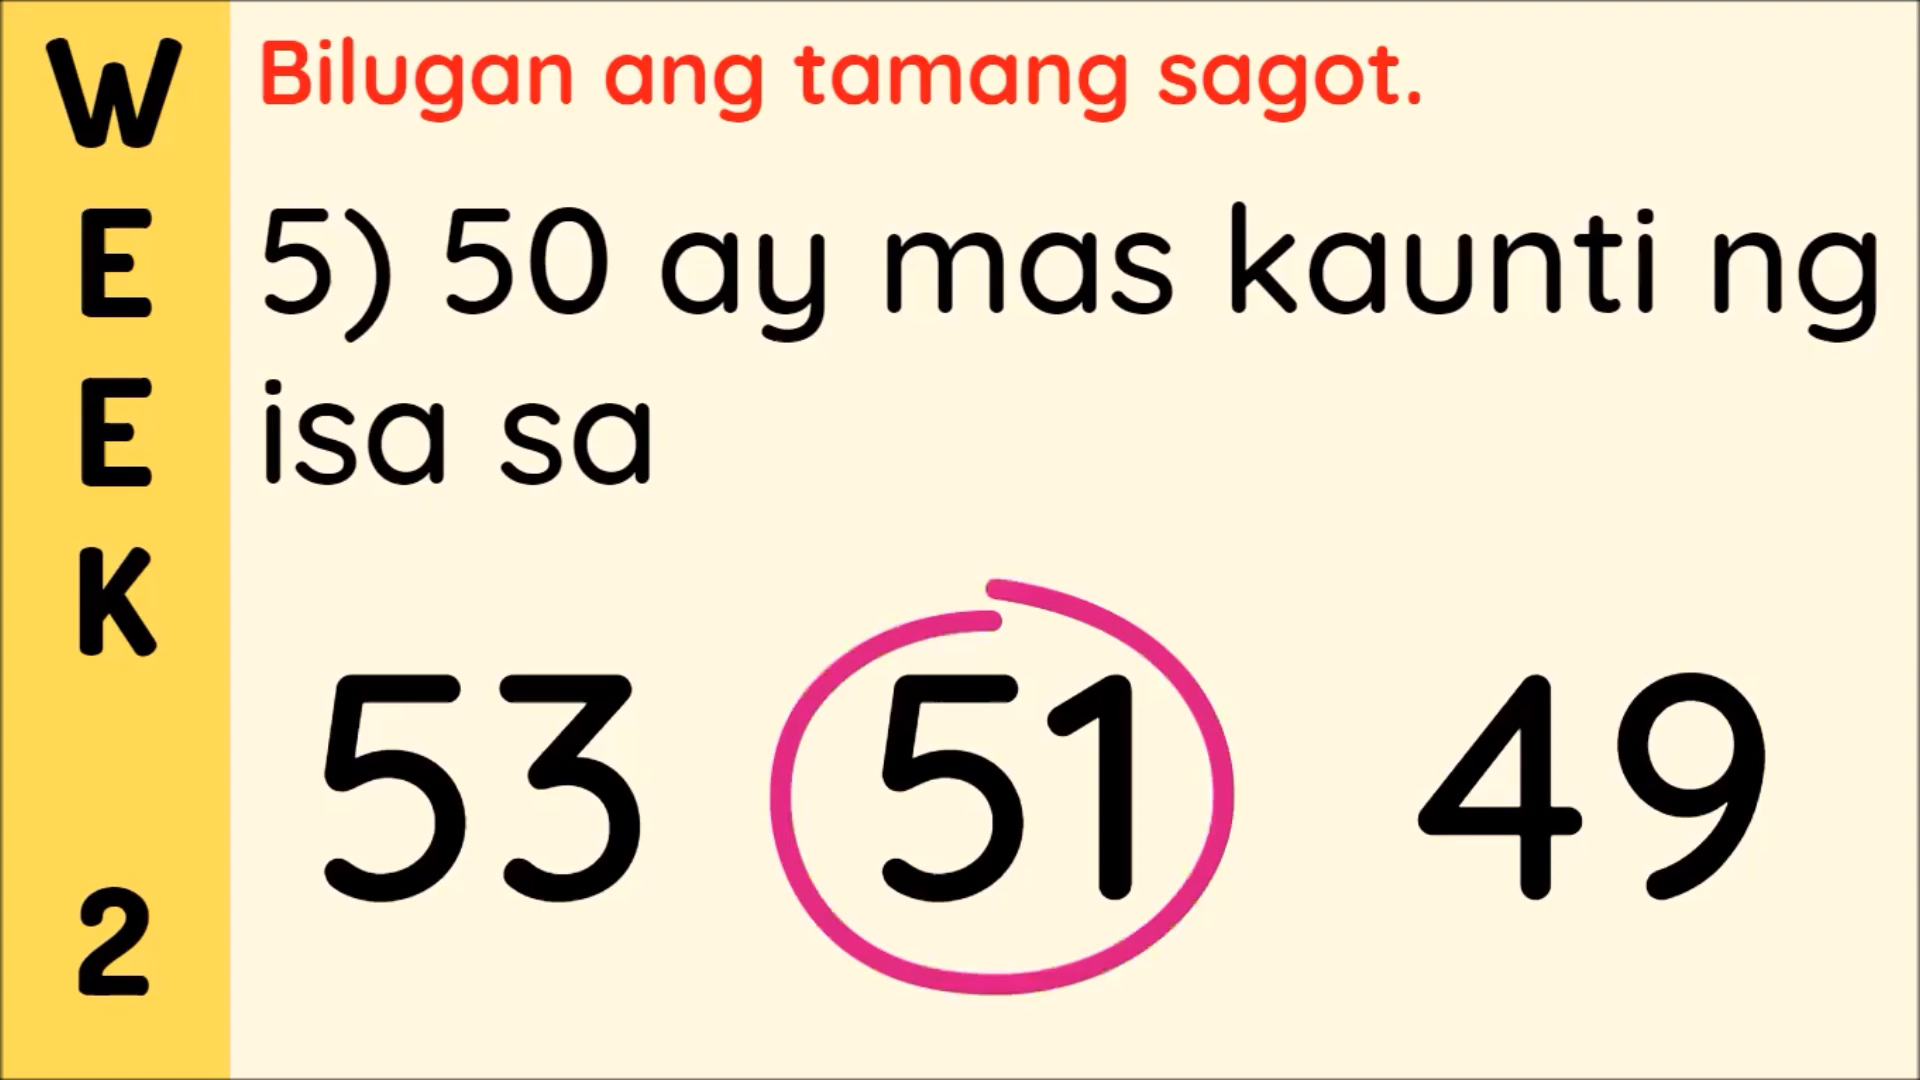 WEEK 2
Bilugan ang tamang sagot.
5) 50 ay mas kaunti ng
isa sa
53 51 49